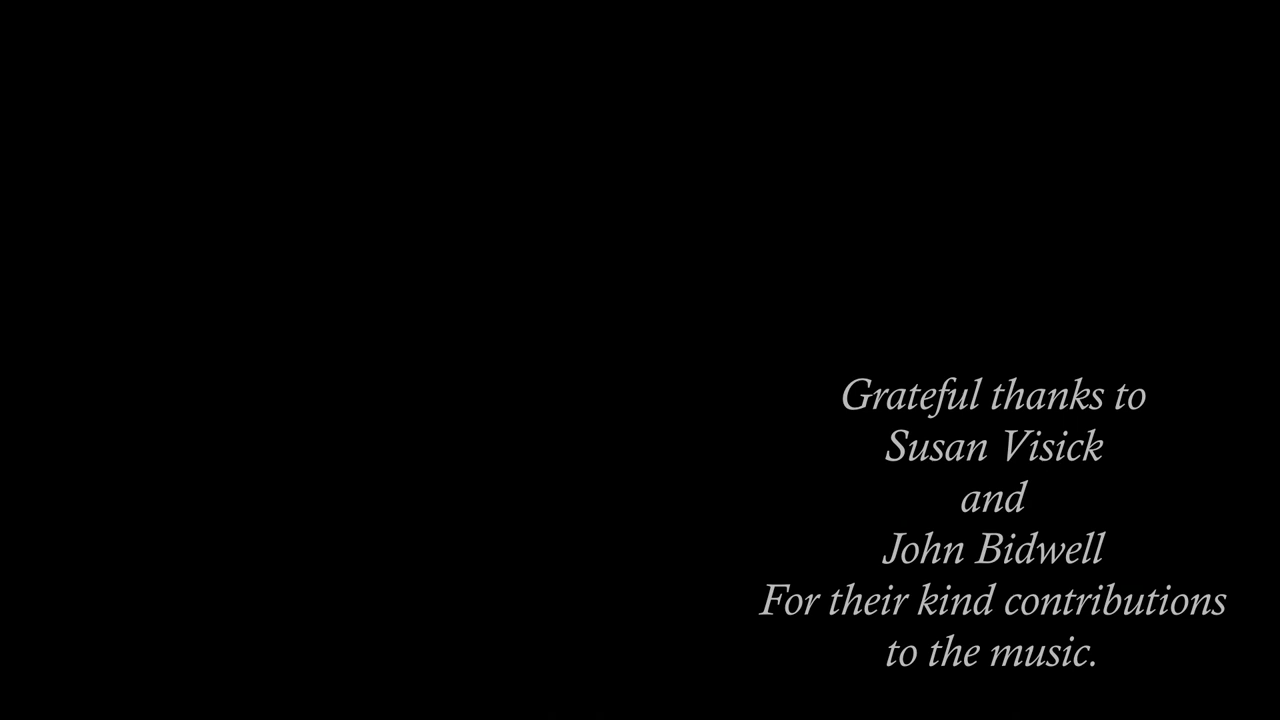 Grateful thanks to
Susan Visick
and
John Bidwell
For their kind contributions
to the music.